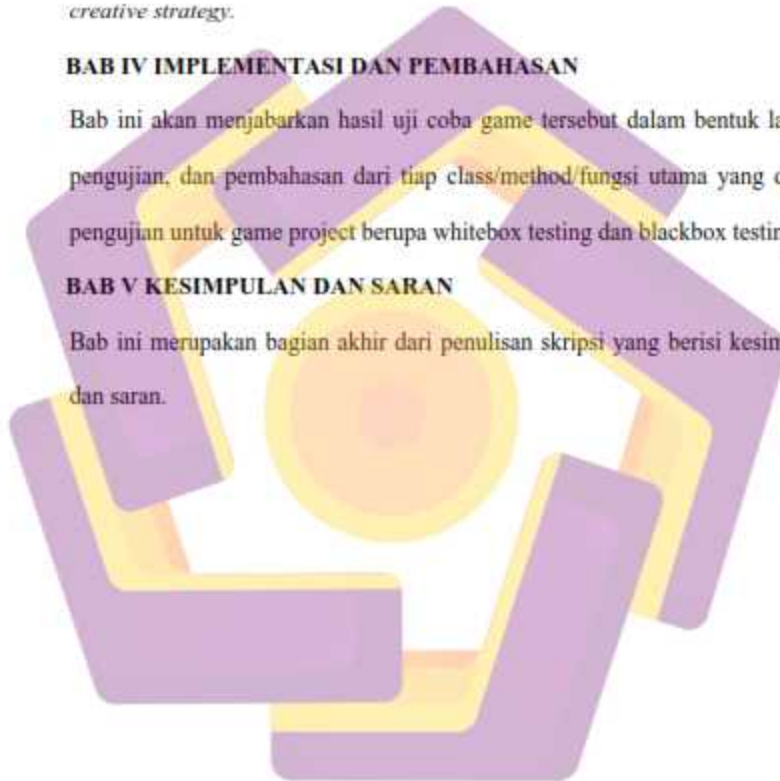 creative strategy.
BAB IV IMPLEMENTASI DAN PEMBAHASAN
Bab ini akan menjabarkan hasil uji coba game tersebut dalam bentuk
pengujian, dan pembahasan dari tiap class/method/fungsi utama yang
pengujian untuk game project berupa whitebox testing dan blackbox
BAB V KESIMPULAN DAN SARAN
Bab ini merupakan bagian akhir dari penulisan skripsi yang berisi
dan saran.